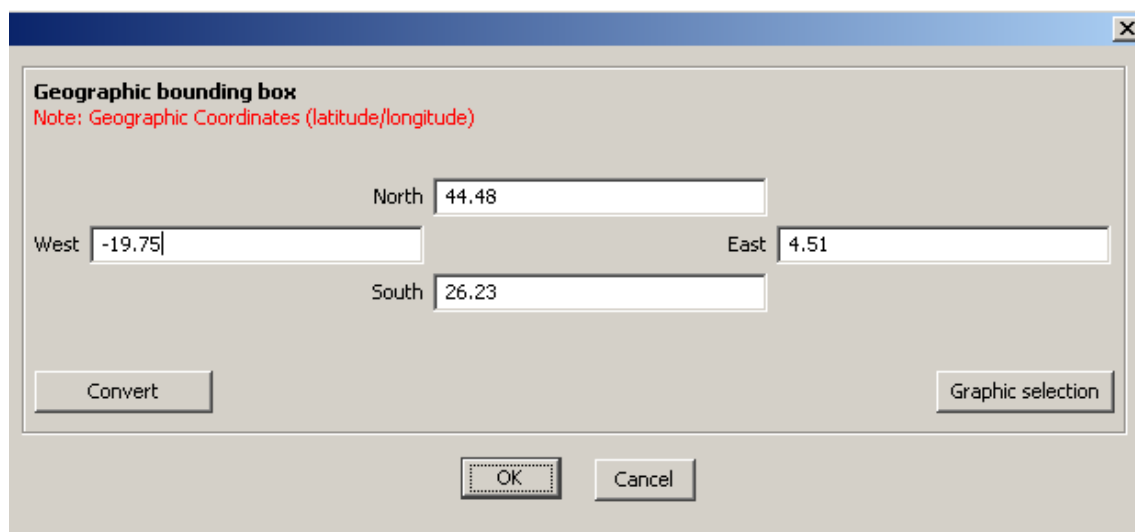 Geographic bounding box
Note: Geographic Coordinates (latitude/longitude)
North 44.48
West -19.75 East 4.51
South 26.23
Convert Graphic selection
OK Cancel